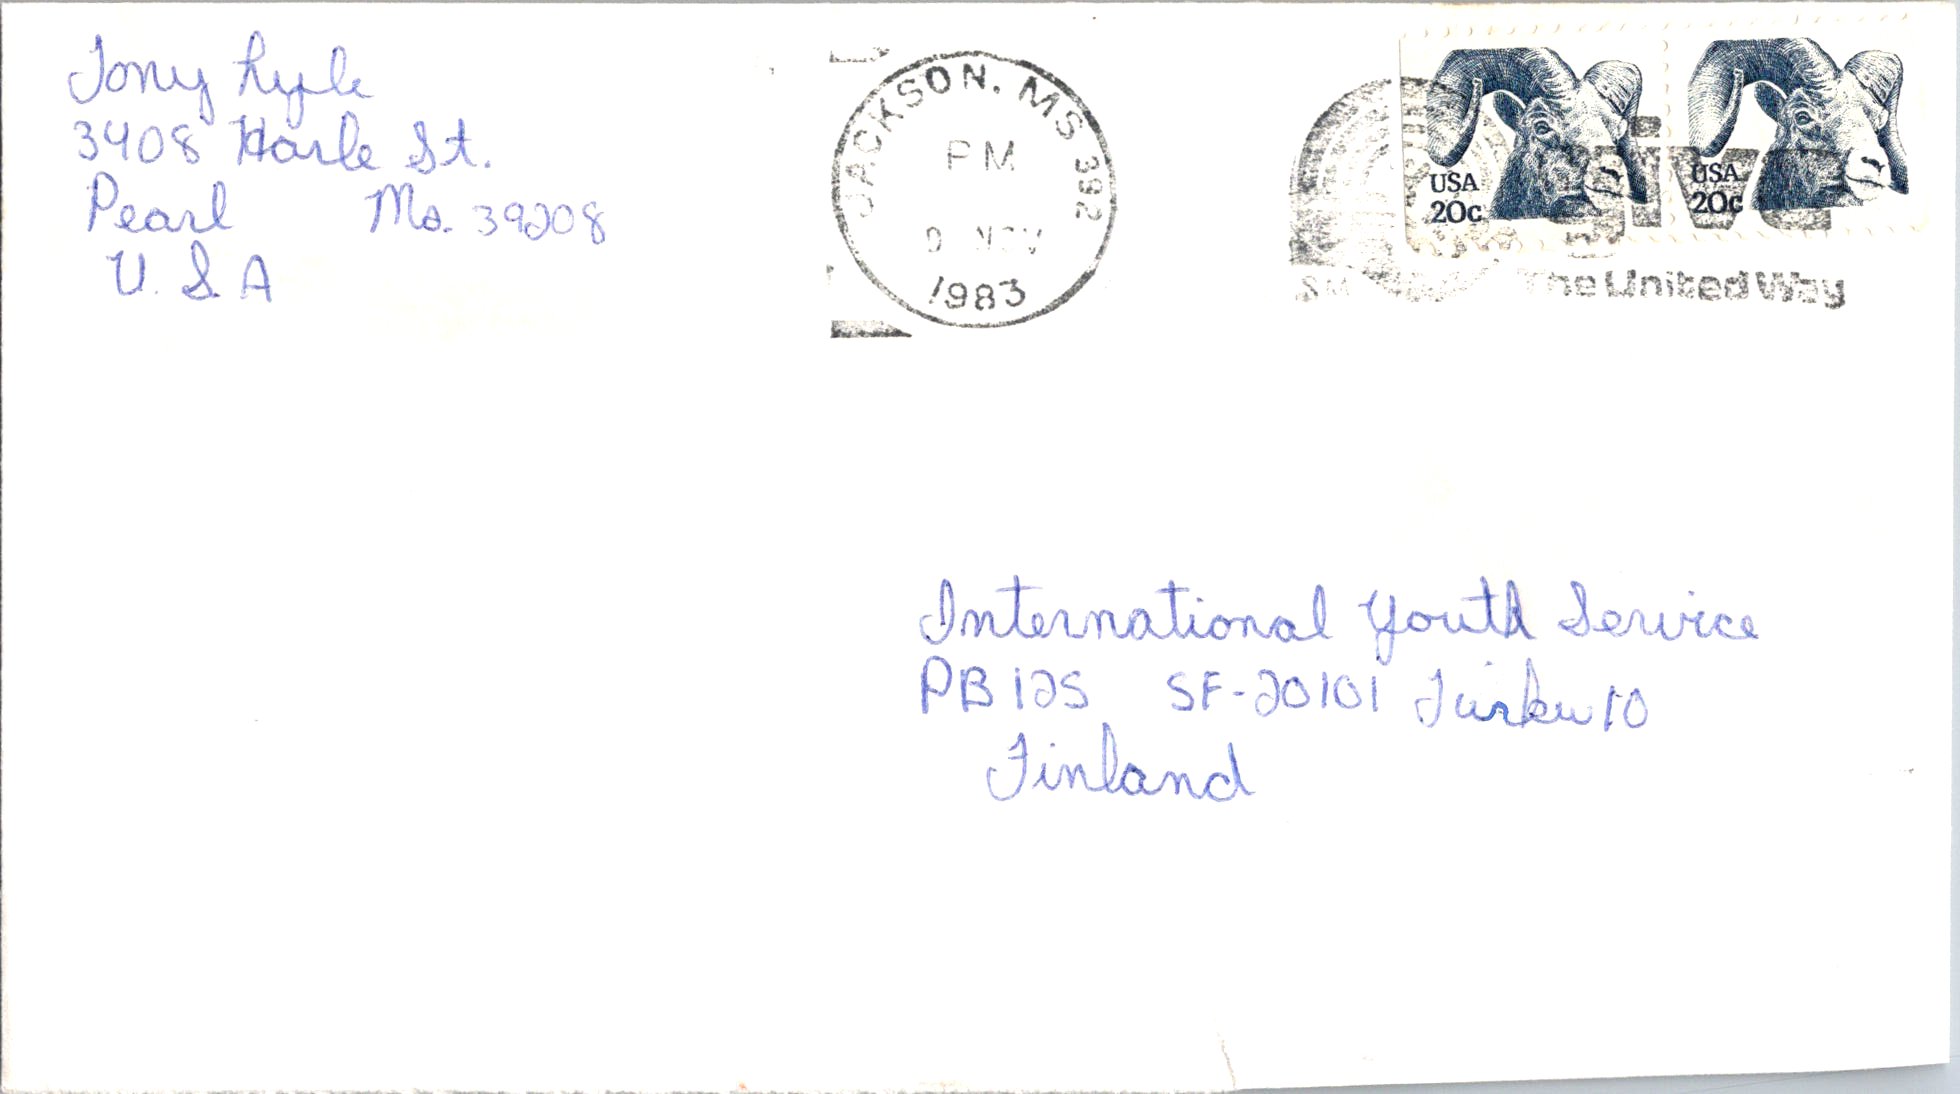 Tony Lyle
3408 Harle St.
Pearl Ms. 39208
U.S.A
JACKSON, MS 392
PM
9 NOV
1983
USA
20c
USA
20c
Give
The United Way
International Youth Service
PB 125 SF-20101 Turku 10
Finland